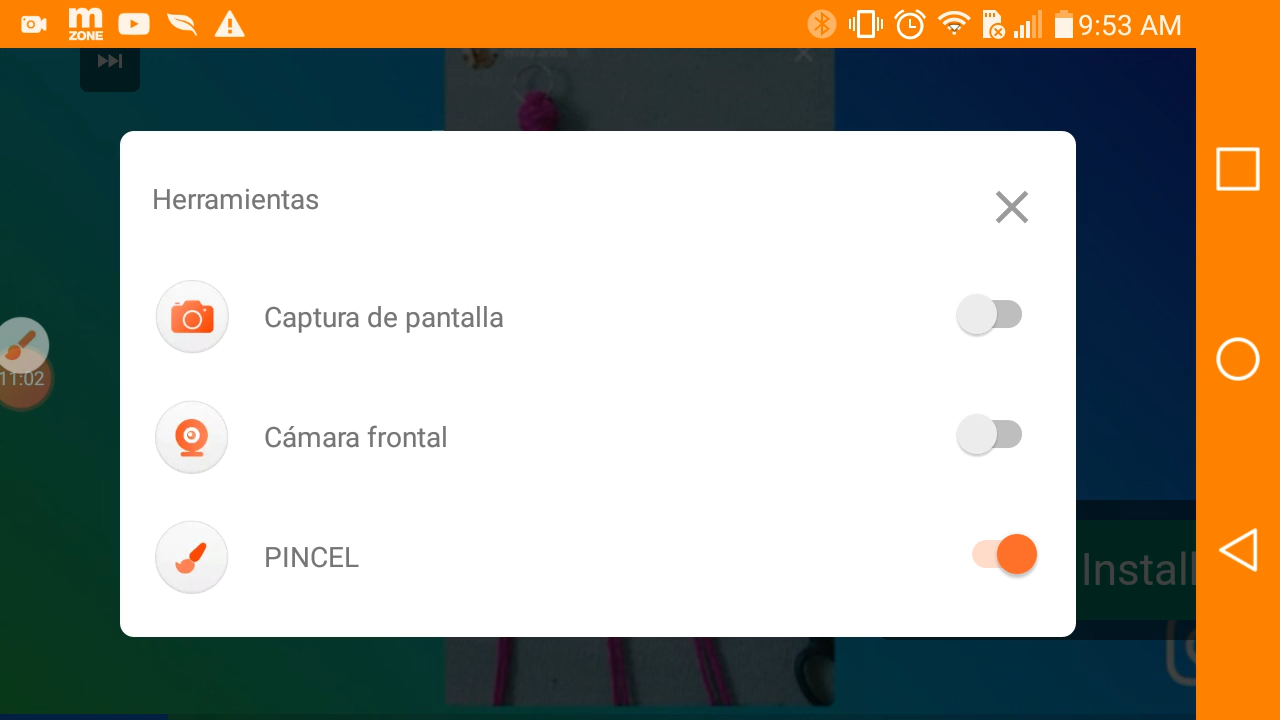 m
ZONE
9:53 AM
Herramientas
Captura de pantalla
11:02
Cámara frontal
PINCEL
Install